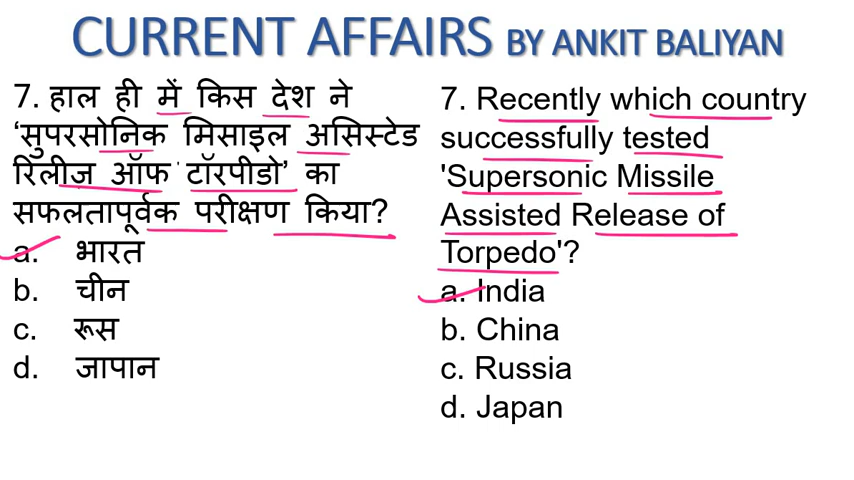 CURRENT AFFAIRS BY ANKIT BALIYAN
7. हाल ही में किस देश ने
‘सुपरसोनिक मिसाइल असिस्टेड
रिलीज ऑफ टॉरपीडो’ का
सफलतापूर्वक परीक्षण किया?
a. भारत
b. चीन
c. रूस
d. जापान
7. Recently which country
successfully tested
'Supersonic Missile
Assisted Release of
Torpedo'?
a. India
b. China
c. Russia
d. Japan